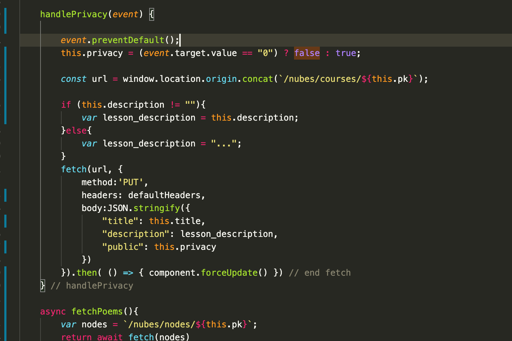 handlePrivacy(event) {
event.preventDefault();
this.privacy = (event.target.value == "0") ? false : true;
const url = window.location.origin.concat(`/nubes/courses/${this.pk}`);
if (this.description != ""){
var lesson_description = this.description;
}else{
var lesson_description = "...";
}
fetch(url, {
method:'PUT',
headers: defaultHeaders,
body:JSON.stringify({
"title": this.title,
"description": lesson_description,
"public": this.privacy
})
}).then( () => { component.forceUpdate() }) // end fetch
} // handlePrivacy
async fetchPoems(){
var nodes = `/nubes/nodes/${this.pk}`;
return await fetch(nodes)